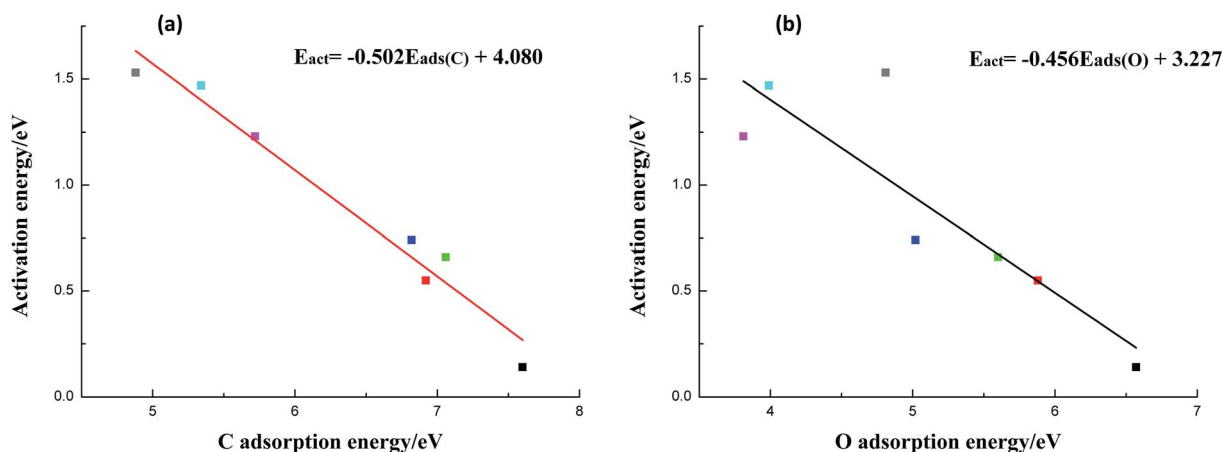 (a)
Eact= -0.502Eads(C) + 4.080
1.5
1.0
0.5
0.0
5
6
7
8
Activation energy/eV
C adsorption energy/eV
(b)
Eact= -0.456Eads(O) + 3.227
1.5
1.0
0.5
0.0
4
5
6
7
Activation energy/eV
O adsorption energy/eV